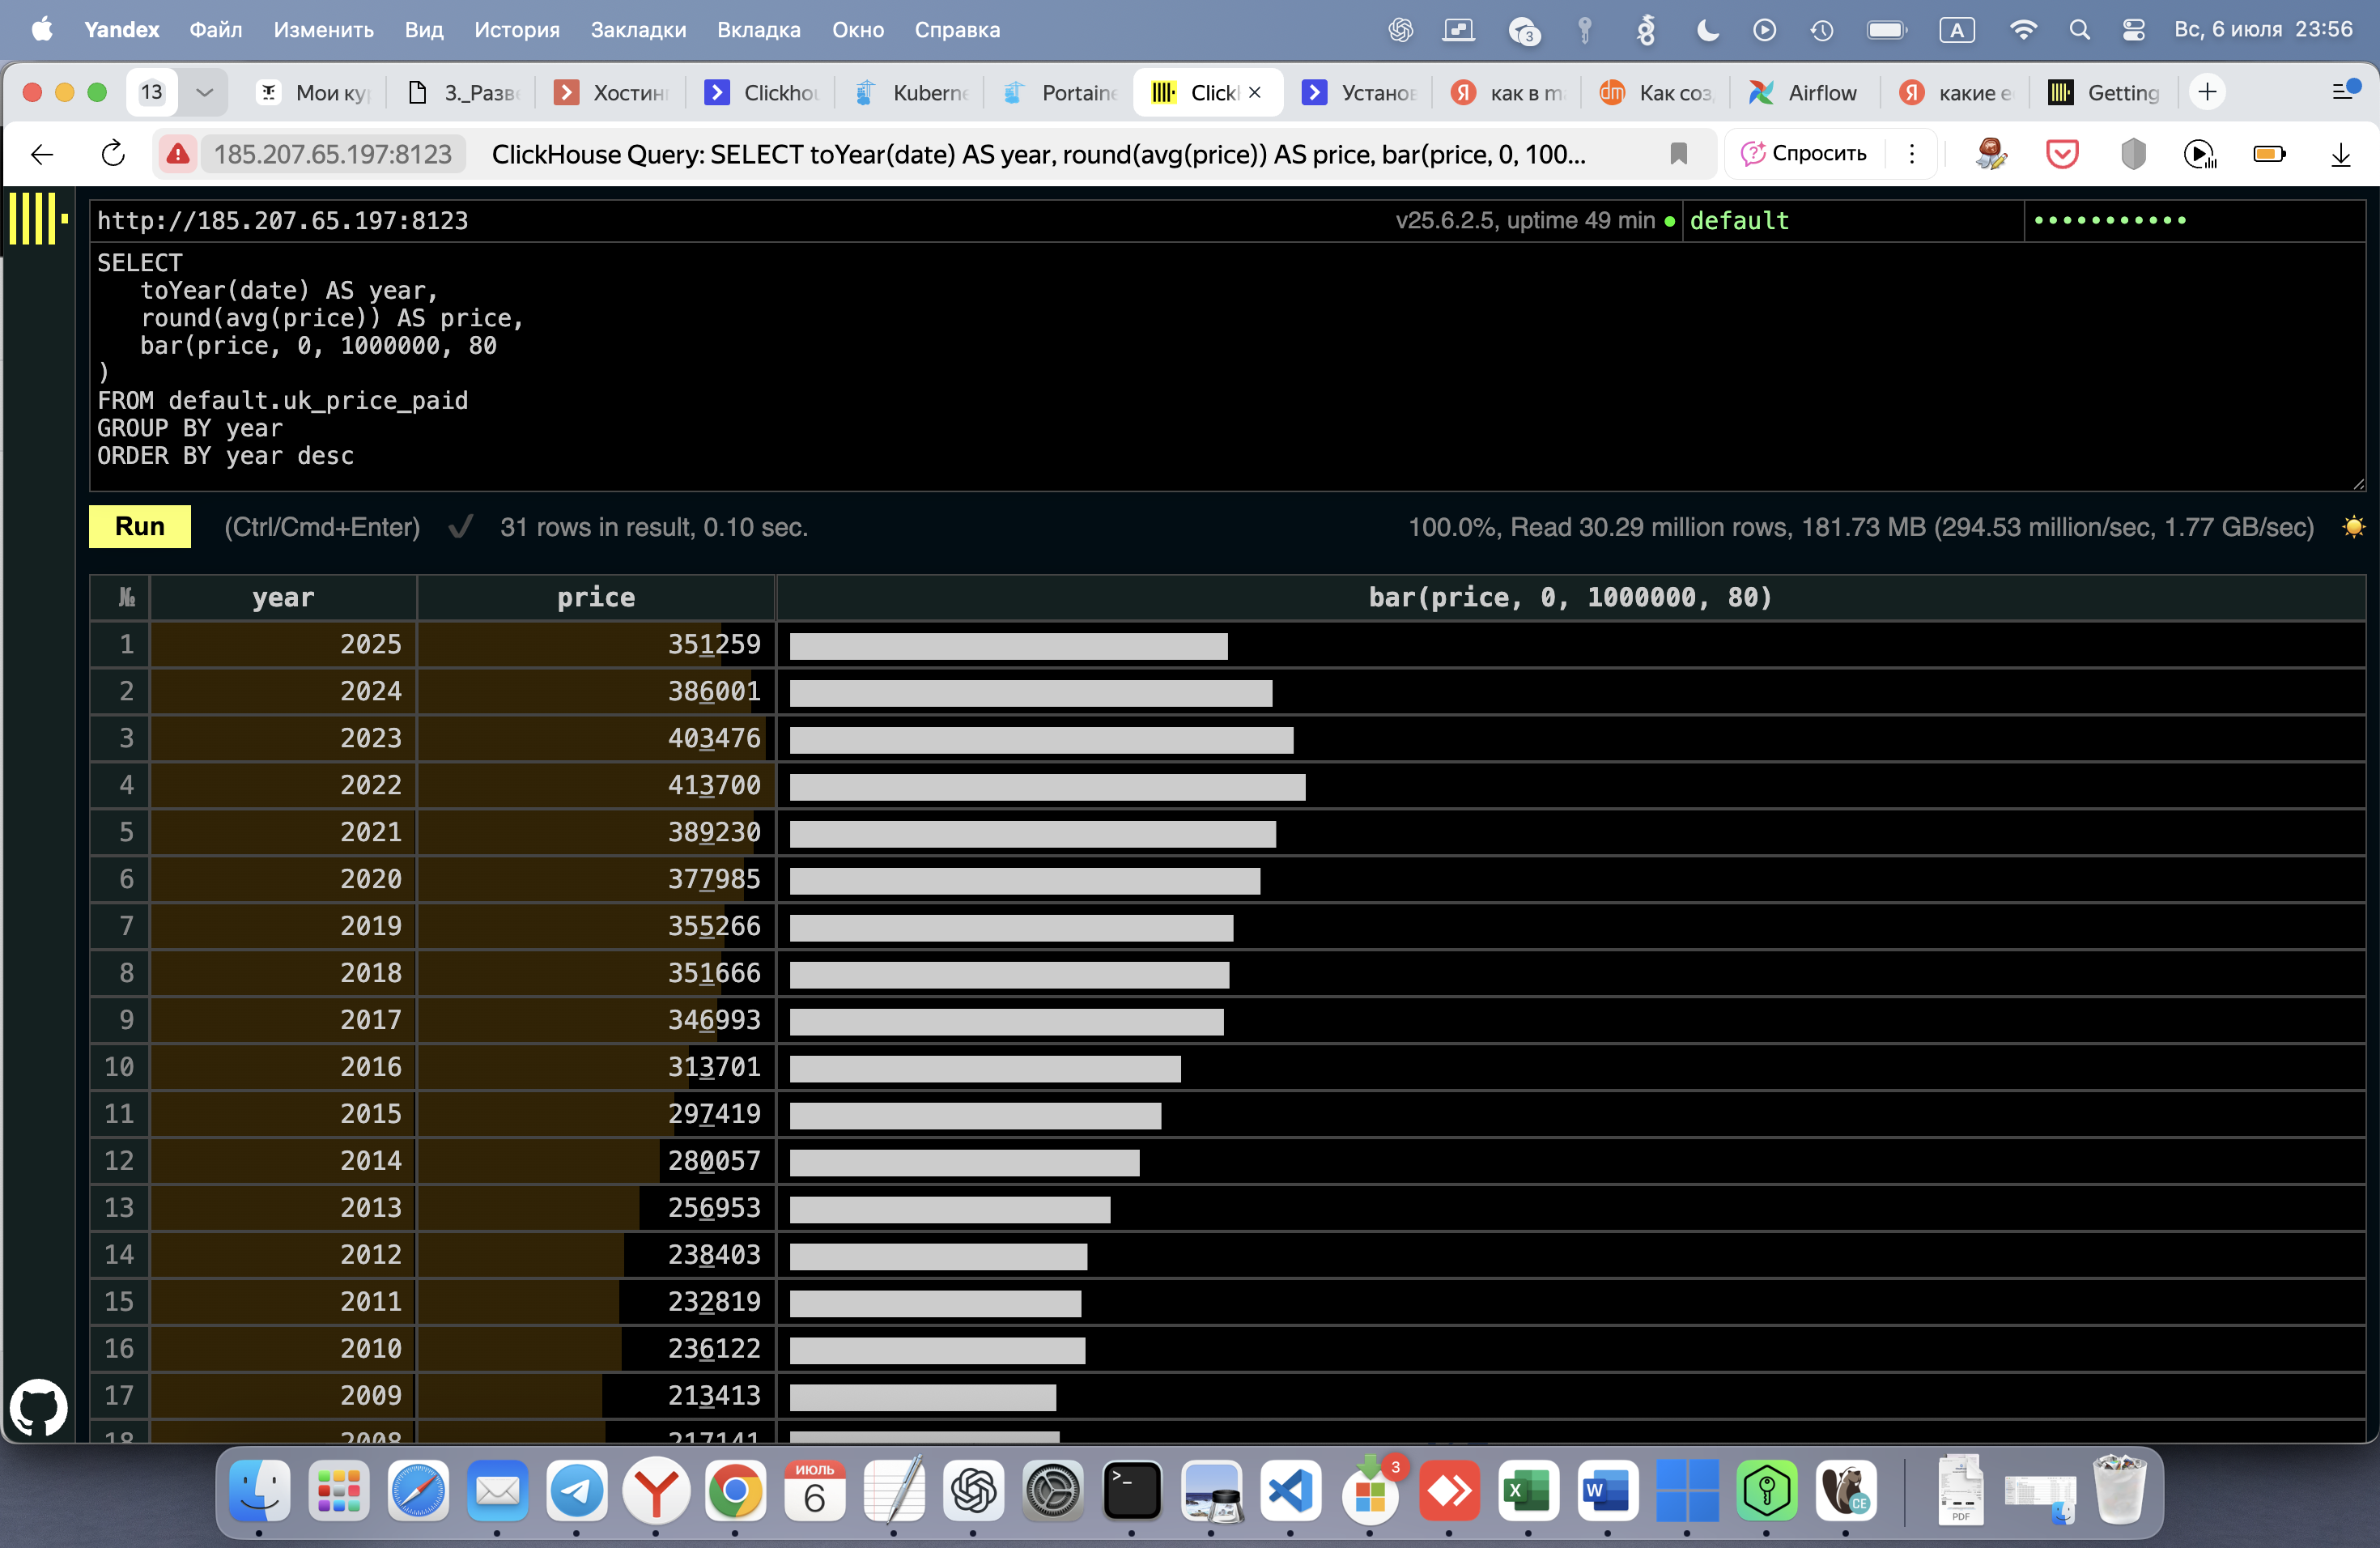 Yandex Файл Изменить Вид История Закладки Вкладка Окно Справка 3 A Вс, 6 июля 23:56
13 Мои ку 3._Разв Хостин Clickhou Kuberne Portaine Click Установ как в m Как соз Airflow какие е Getting
185.207.65.197:8123 ClickHouse Query: SELECT toYear(date) AS year, round(avg(price)) AS price, bar(price, 0, 100... Спросить
http://185.207.65.197:8123 v25.6.2.5, uptime 49 min default
SELECT
toYear(date) AS year,
round(avg(price)) AS price,
bar(price, 0, 1000000, 80
)
FROM default.uk_price_paid
GROUP BY year
ORDER BY year desc
Run (Ctrl/Cmd+Enter) 31 rows in result, 0.10 sec. 100.0%, Read 30.29 million rows, 181.73 MB (294.53 million/sec, 1.77 GB/sec)
№ year price bar(price, 0, 1000000, 80)
1 2025 351259
2 2024 386001
3 2023 403476
4 2022 413700
5 2021 389230
6 2020 377985
7 2019 355266
8 2018 351666
9 2017 346993
10 2016 313701
11 2015 297419
12 2014 280057
13 2013 256953
14 2012 238403
15 2011 232819
16 2010 236122
17 2009 213413
18 2008 217141
ИЮЛЬ
6
3
CE
PDF